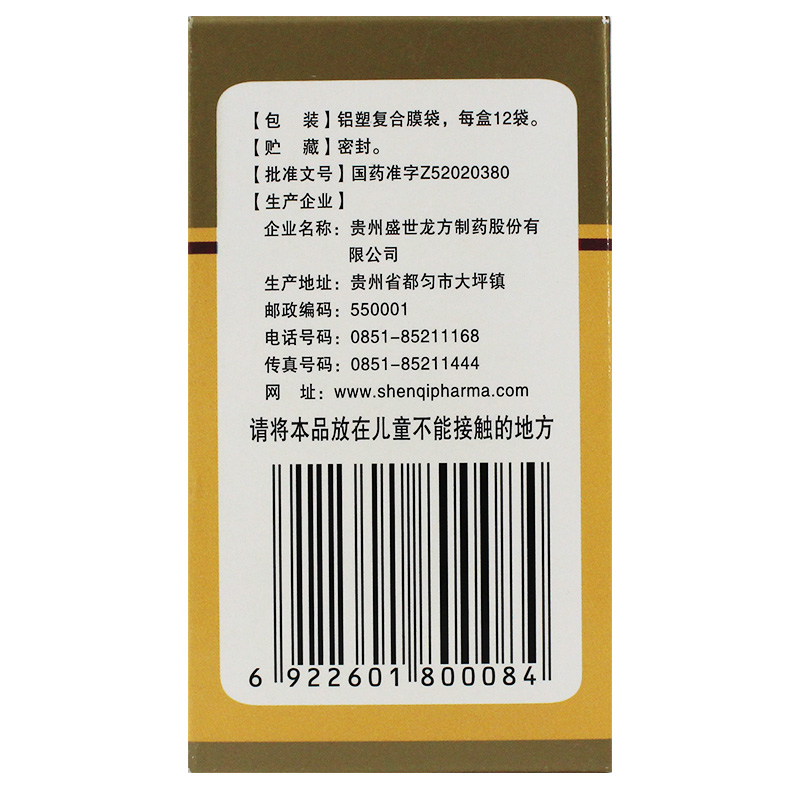 【包　装】铝塑复合膜袋，每盒12袋。
【贮　藏】密封。
【批准文号】国药准字Z52020380
【生产企业】
企业名称：贵州盛世龙方制药股份有
限公司
生产地址：贵州省都匀市大坪镇
邮政编码：550001
电话号码：0851-85211168
传真号码：0851-85211444
网　址：www.shenqipharma.com
请将本品放在儿童不能接触的地方
6 922601 800084